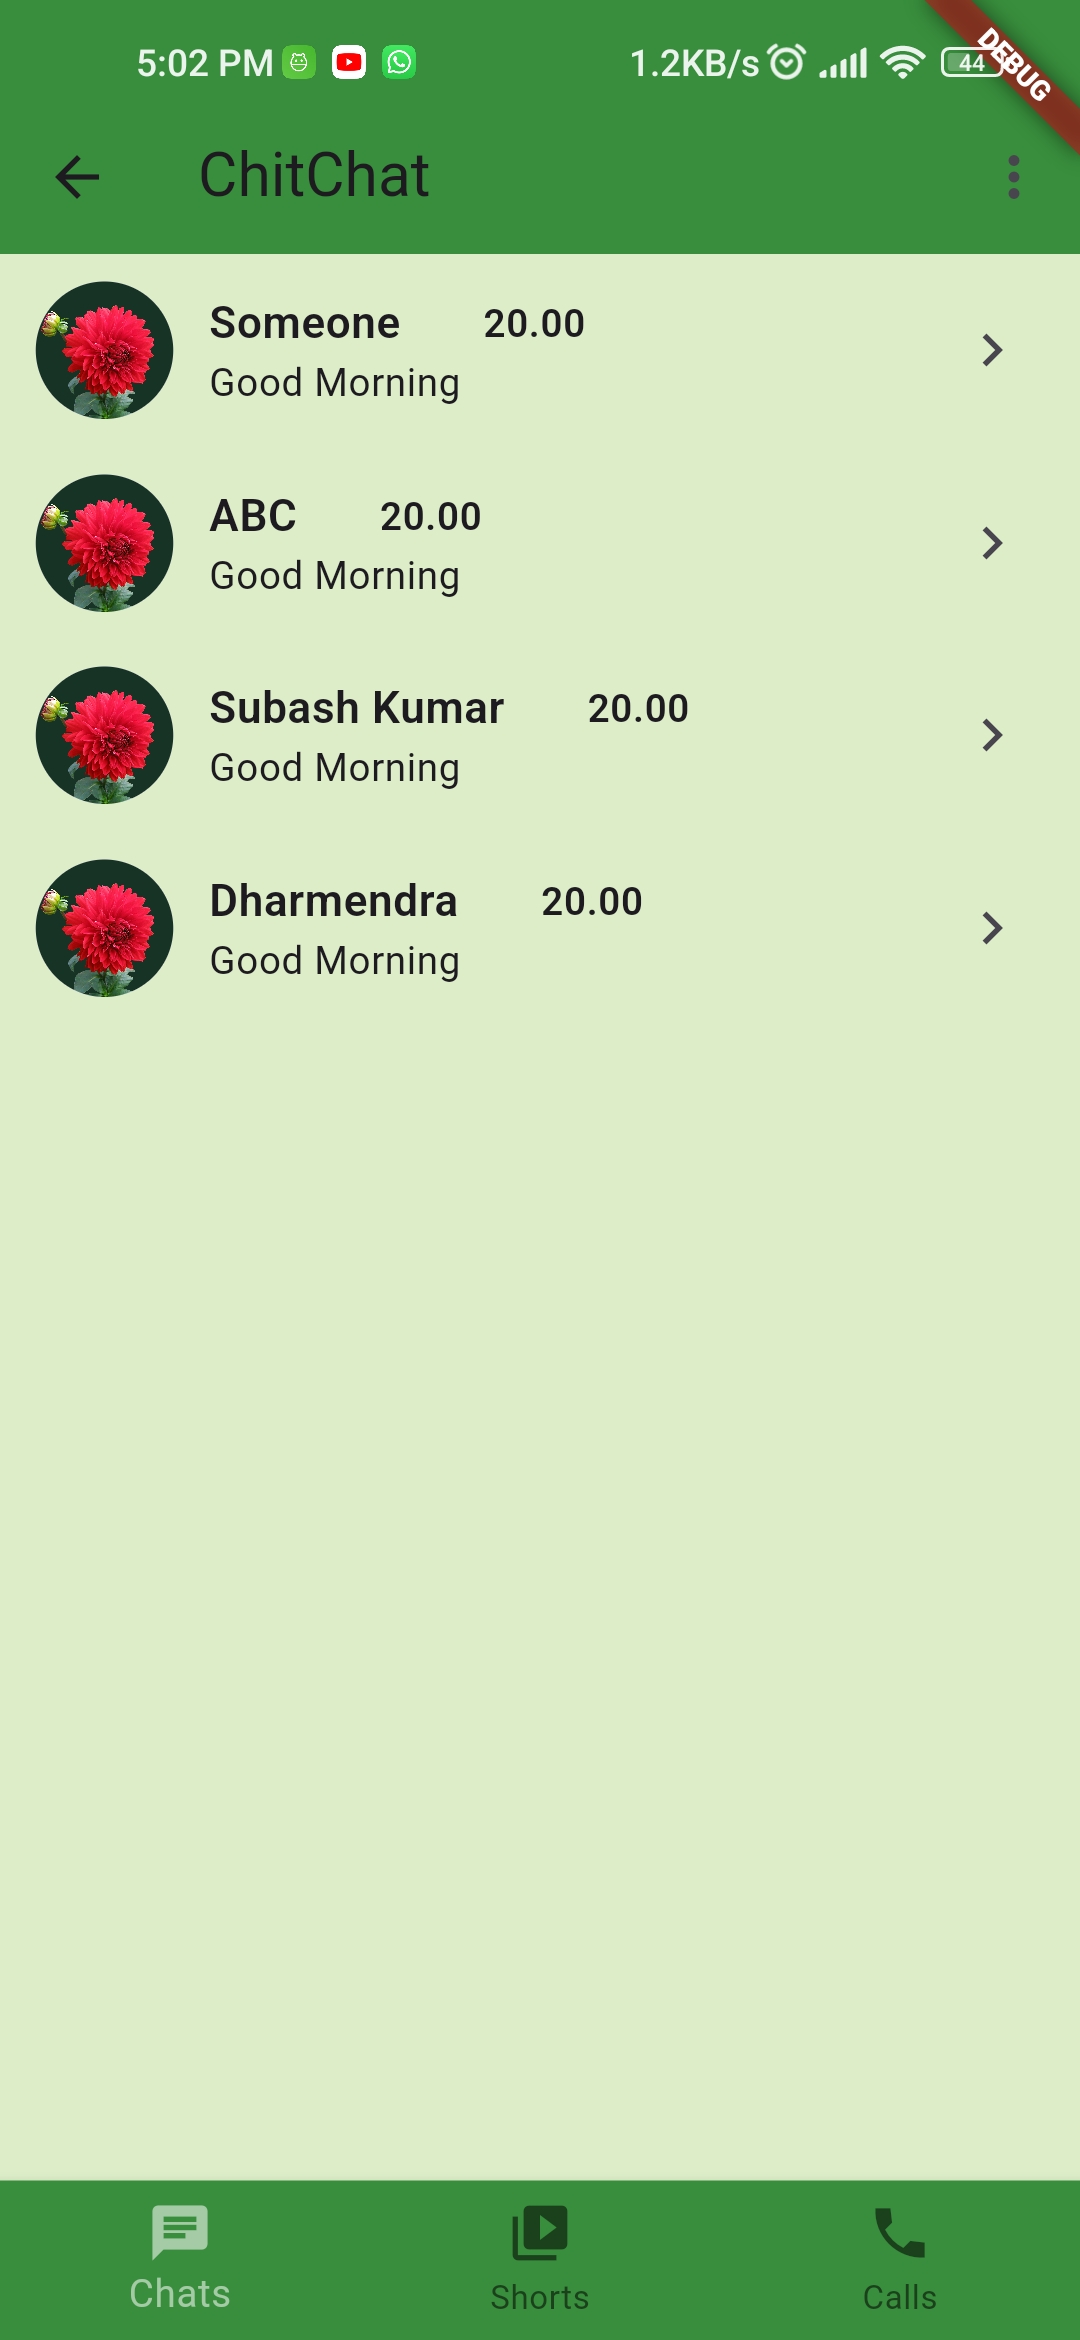 5:02 PM 1.2KB/s 44
DEBUG
ChitChat
Someone 20.00
Good Morning
ABC 20.00
Good Morning
Subash Kumar 20.00
Good Morning
Dharmendra 20.00
Good Morning
Chats Shorts Calls